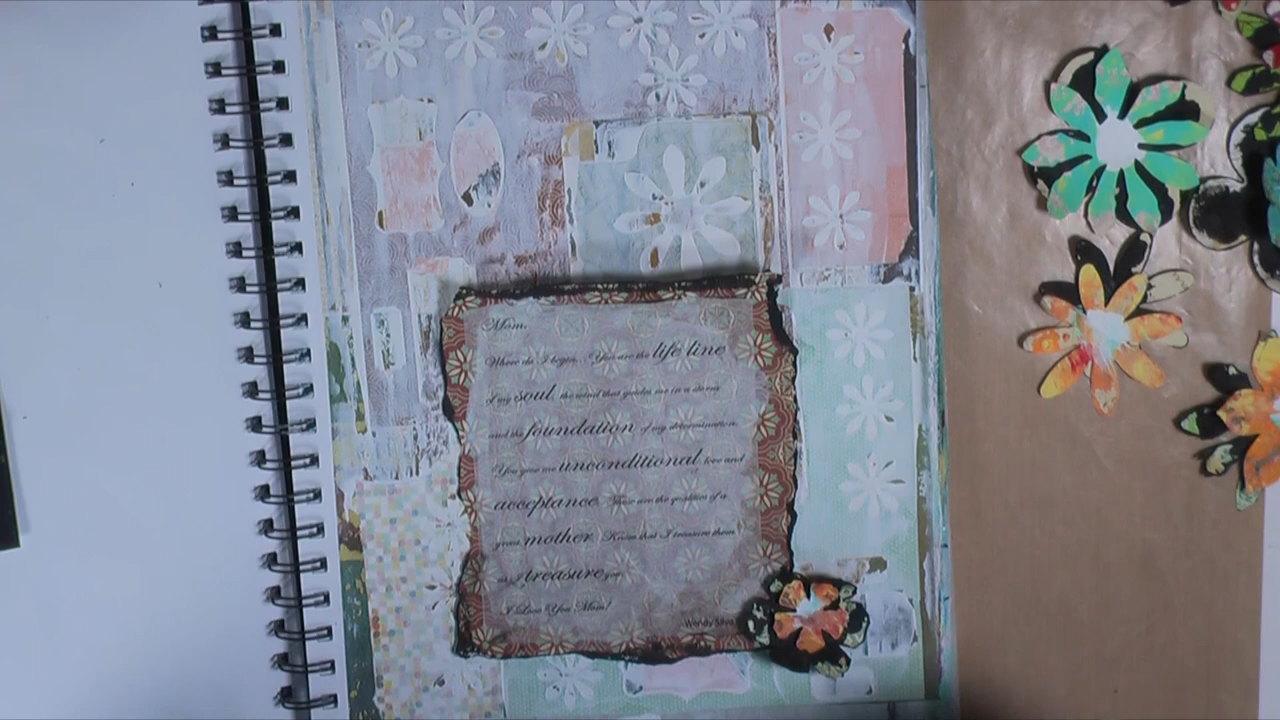 Mom,
Where do I begin... You are the life line
of my soul, the wind that guides me in a storm
and the foundation of my determination.
You give me unconditional love and
acceptance. These are the qualities of a
great mother. Know that I treasure them
as I treasure you.
I Love You Mom!
Wendy Silva